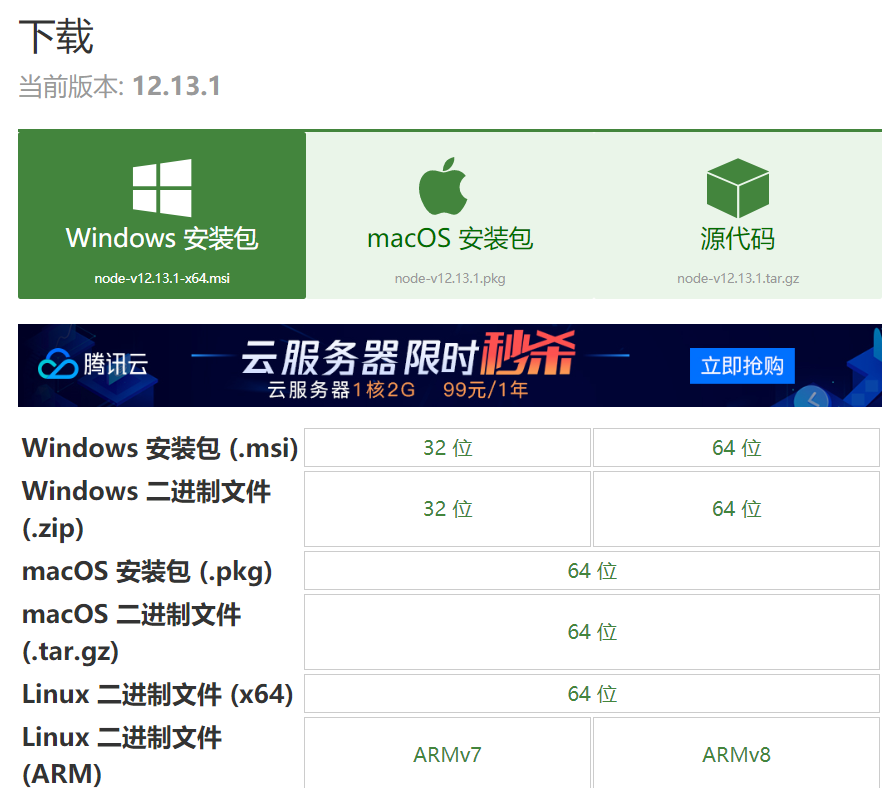 下载
当前版本: 12.13.1
Windows 安装包
node-v12.13.1-x64.msi
macOS 安装包
node-v12.13.1.pkg
源代码
node-v12.13.1.tar.gz
腾讯云
云服务器限时秒杀
云服务器1核2G 99元/1年
立即抢购
Windows 安装包 (.msi)
32 位
64 位
Windows 二进制文件
(.zip)
32 位
64 位
macOS 安装包 (.pkg)
64 位
macOS 二进制文件
(.tar.gz)
64 位
Linux 二进制文件 (x64)
64 位
Linux 二进制文件
(ARM)
ARMv7
ARMv8